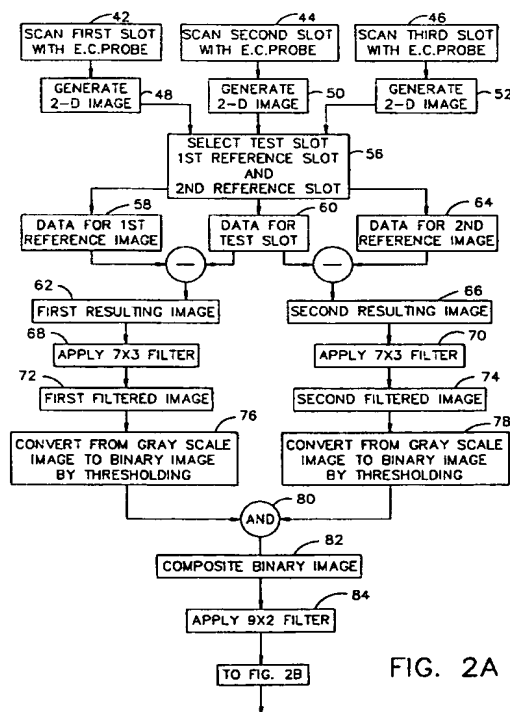 42
44
46
SCAN FIRST SLOT
WITH E.C.PROBE
SCAN SECOND SLOT
WITH E.C.PROBE
SCAN THIRD SLOT
WITH E.C.PROBE
GENERATE
2-D IMAGE
48
GENERATE
2-D IMAGE
50
GENERATE
2-D IMAGE
52
SELECT TEST SLOT
1ST REFERENCE SLOT
AND
2ND REFERENCE SLOT
56
58
60
64
DATA FOR 1ST
REFERENCE IMAGE
DATA FOR
TEST SLOT
DATA FOR 2ND
REFERENCE IMAGE
−
−
62
66
FIRST RESULTING IMAGE
SECOND RESULTING IMAGE
68
70
APPLY 7X3 FILTER
APPLY 7X3 FILTER
72
74
FIRST FILTERED IMAGE
SECOND FILTERED IMAGE
76
78
CONVERT FROM GRAY SCALE
IMAGE TO BINARY IMAGE
BY THRESHOLDING
CONVERT FROM GRAY SCALE
IMAGE TO BINARY IMAGE
BY THRESHOLDING
80
AND
82
COMPOSITE BINARY IMAGE
84
APPLY 9X2 FILTER
TO FIG. 2B
FIG. 2A